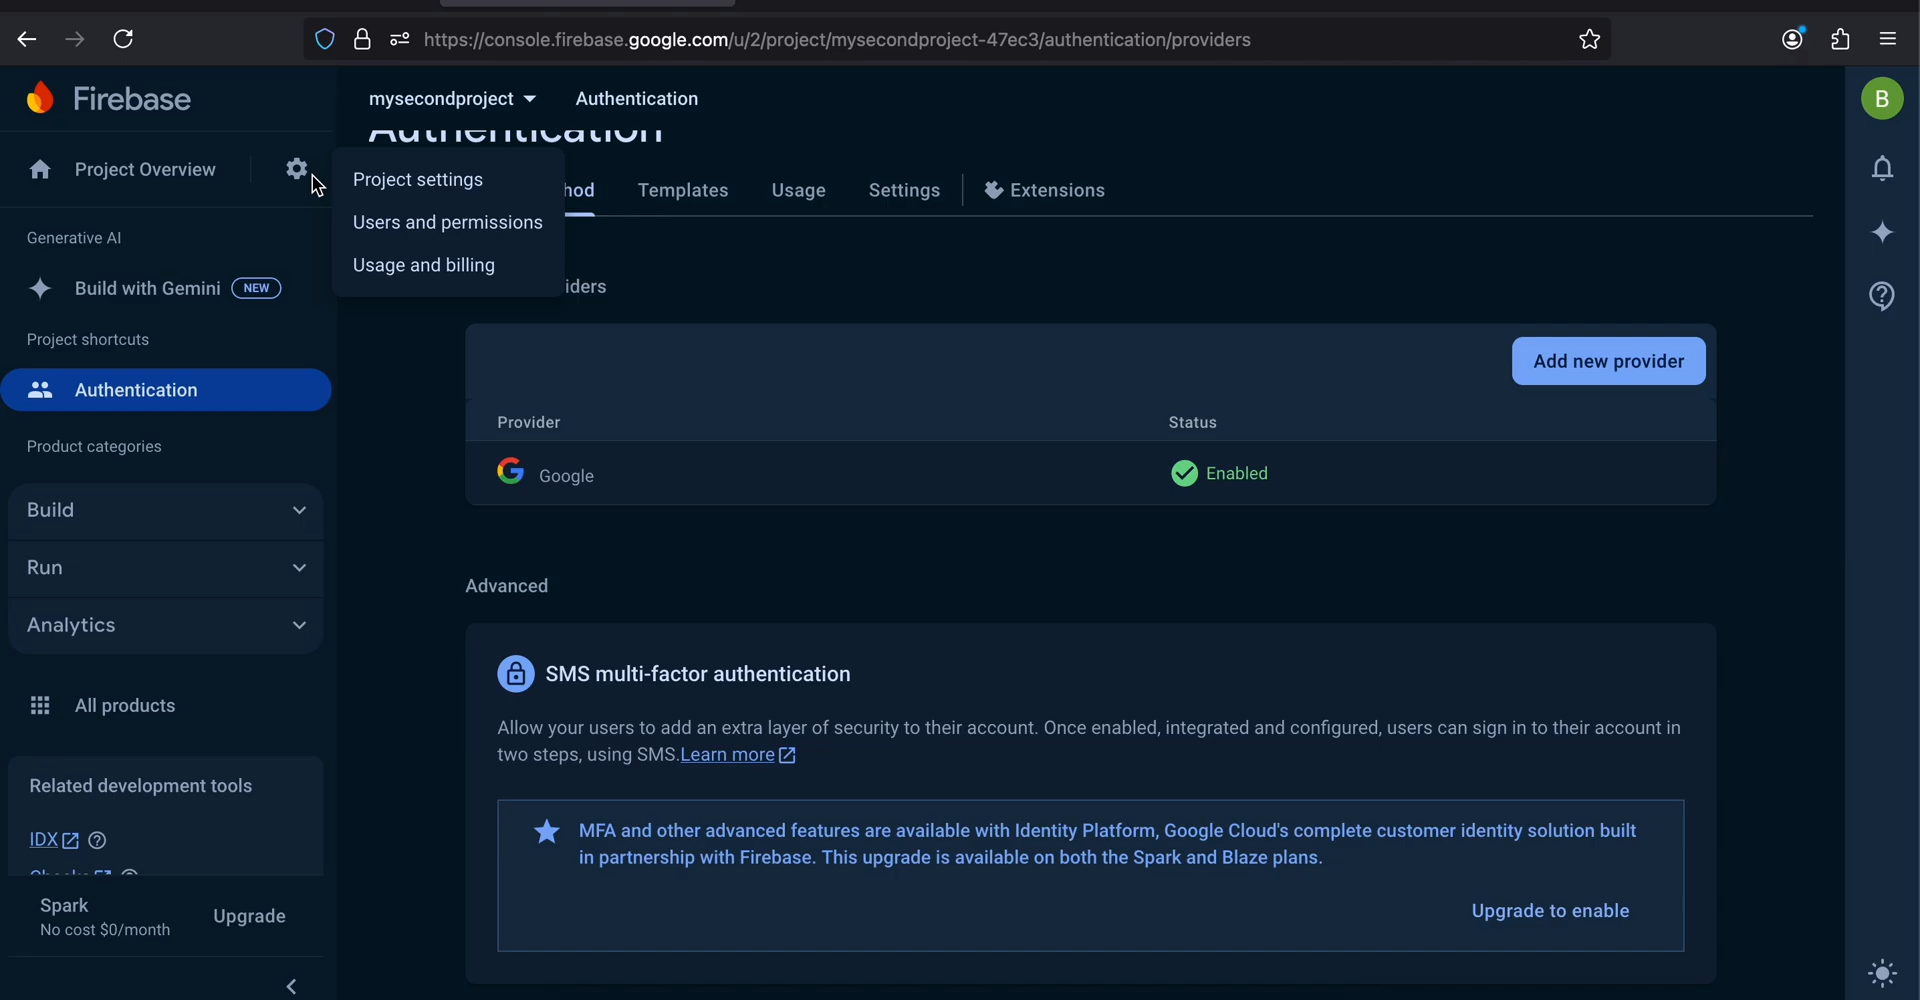 https://console.firebase.google.com/u/2/project/mysecondproject-47ec3/authentication/providers
Firebase
mysecondproject
Authentication
B
Authentication
Project Overview
Project settings
Users and permissions
Usage and billing
hod
Templates
Usage
Settings
Extensions
Generative AI
Build with Gemini
NEW
iders
Project shortcuts
Add new provider
Authentication
Provider
Status
Product categories
Google
Enabled
Build
Run
Advanced
Analytics
SMS multi-factor authentication
All products
Allow your users to add an extra layer of security to their account. Once enabled, integrated and configured, users can sign in to their account in
two steps, using SMS.Learn more
Related development tools
IDX
MFA and other advanced features are available with Identity Platform, Google Cloud's complete customer identity solution built
in partnership with Firebase. This upgrade is available on both the Spark and Blaze plans.
Spark
No cost $0/month
Upgrade
Upgrade to enable